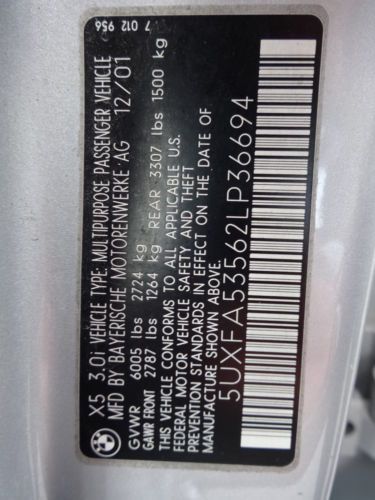 7 012 956
X5 3.0i VEHICLE TYPE: MULTIPURPOSE PASSENGER VEHICLE
MFD BY BAYERISCHE MOTORENWERKE AG 12/01
GVWR 6005 lbs 2724 kg
GAWR FRONT 2787 lbs 1264 kg REAR 3307 lbs 1500 kg
THIS VEHICLE CONFORMS TO ALL APPLICABLE U.S.
FEDERAL MOTOR VEHICLE SAFETY AND THEFT
PREVENTION STANDARDS IN EFFECT ON THE DATE OF
MANUFACTURE SHOWN ABOVE.
5UXFA53562LP36694
BMW